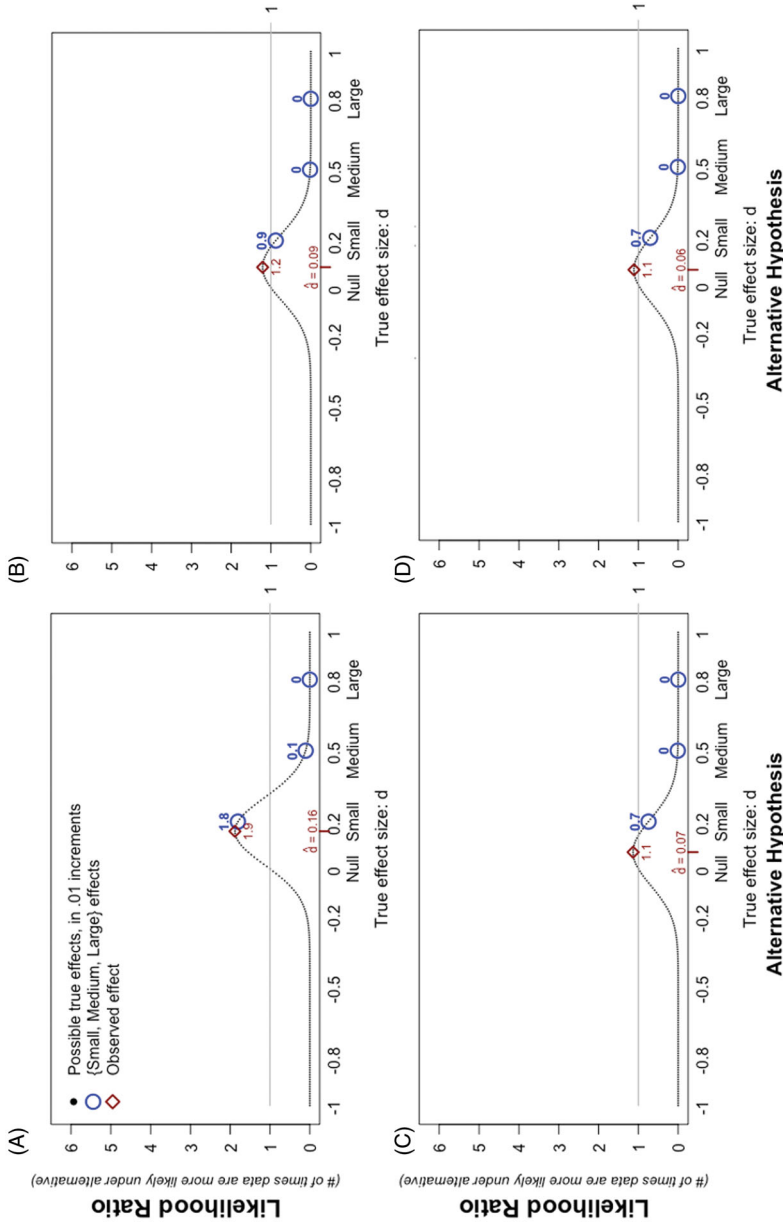 (A)
6
5
4
3
2
1
0
1
• Possible true effects, in .01 increments
{Small, Medium, Large} effects
Observed effect
1.8
1.9
0.1
0
d̂ = 0.16
-1 -0.8 -0.5 -0.2 0 0.2 0.5 0.8 1
Null Small Medium Large
True effect size: d
(B)
6
5
4
3
2
1
0
1
0.9
1.2
0
0
d̂ = 0.09
-1 -0.8 -0.5 -0.2 0 0.2 0.5 0.8 1
Null Small Medium Large
True effect size: d
Likelihood Ratio
(# of times data are more likely under alternative)
(C)
6
5
4
3
2
1
0
1
0.7
1.1
0
0
d̂ = 0.07
-1 -0.8 -0.5 -0.2 0 0.2 0.5 0.8 1
Null Small Medium Large
True effect size: d
Alternative Hypothesis
(D)
6
5
4
3
2
1
0
1
0.7
1.1
0
0
d̂ = 0.06
-1 -0.8 -0.5 -0.2 0 0.2 0.5 0.8 1
Null Small Medium Large
True effect size: d
Alternative Hypothesis
Likelihood Ratio
(# of times data are more likely under alternative)